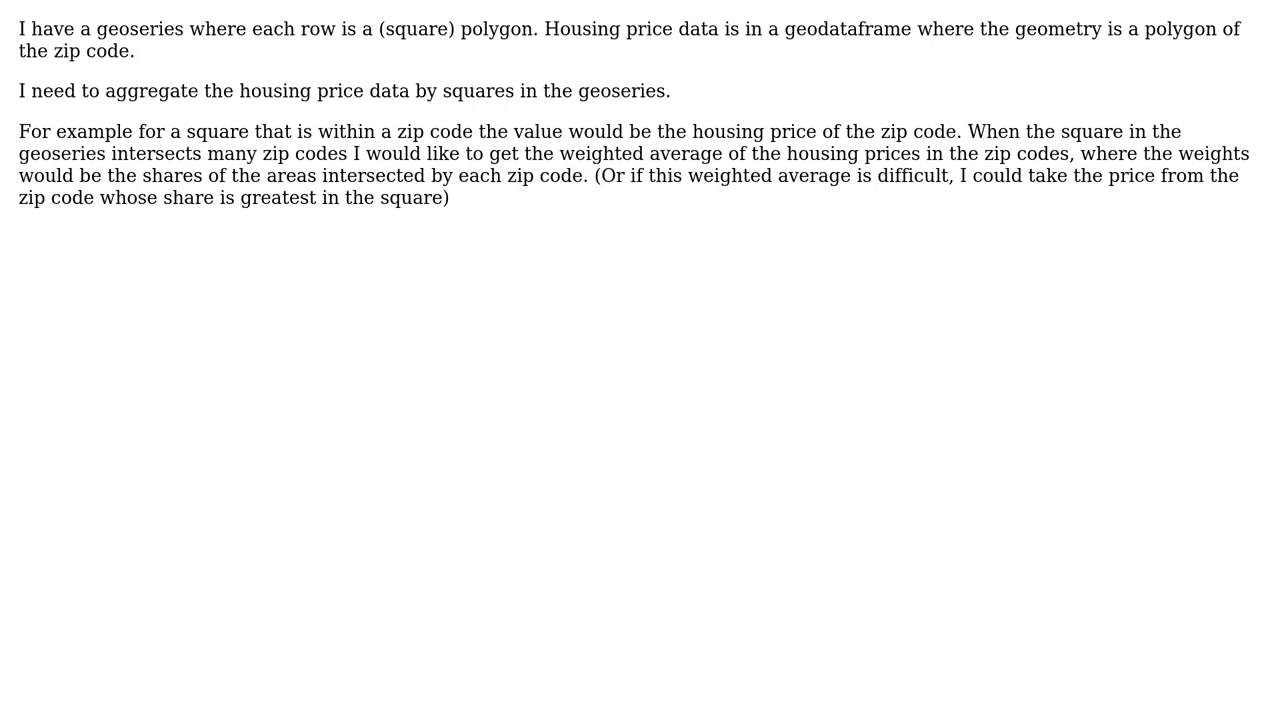 I have a geoseries where each row is a (square) polygon. Housing price data is in a geodataframe where the geometry is a polygon of
the zip code.
I need to aggregate the housing price data by squares in the geoseries.
For example for a square that is within a zip code the value would be the housing price of the zip code. When the square in the
geoseries intersects many zip codes I would like to get the weighted average of the housing prices in the zip codes, where the weights
would be the shares of the areas intersected by each zip code. (Or if this weighted average is difficult, I could take the price from the
zip code whose share is greatest in the square)